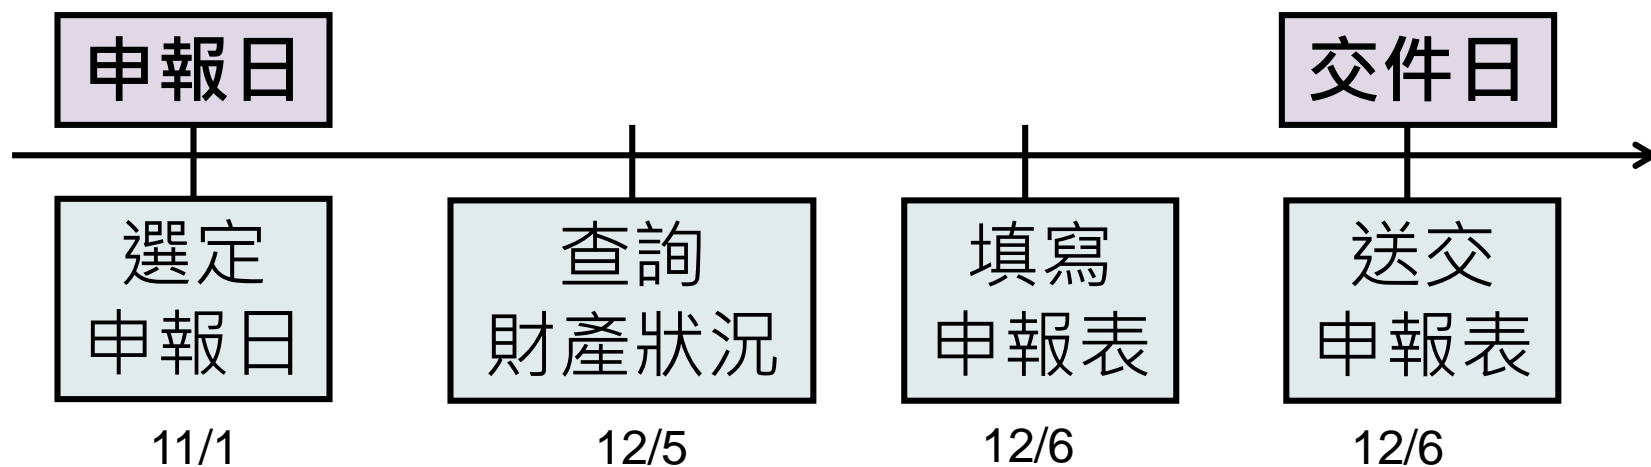 申報日
交件日
選定
申報日
查詢
財產狀況
填寫
申報表
送交
申報表
11/1
12/5
12/6
12/6